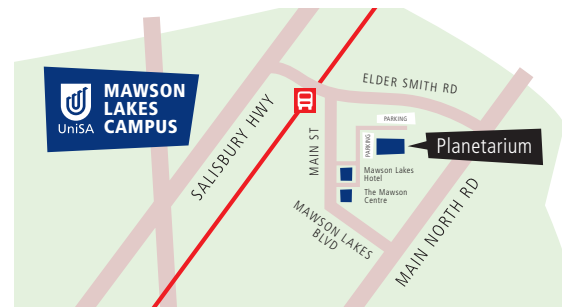 UniSA
MAWSON
LAKES
CAMPUS
SALISBURY HWY
ELDER SMITH RD
PARKING
PARKING
Planetarium
MAIN ST
Mawson Lakes
Hotel
The Mawson
Centre
MAWSON LAKES
BLVD
MAIN NORTH RD